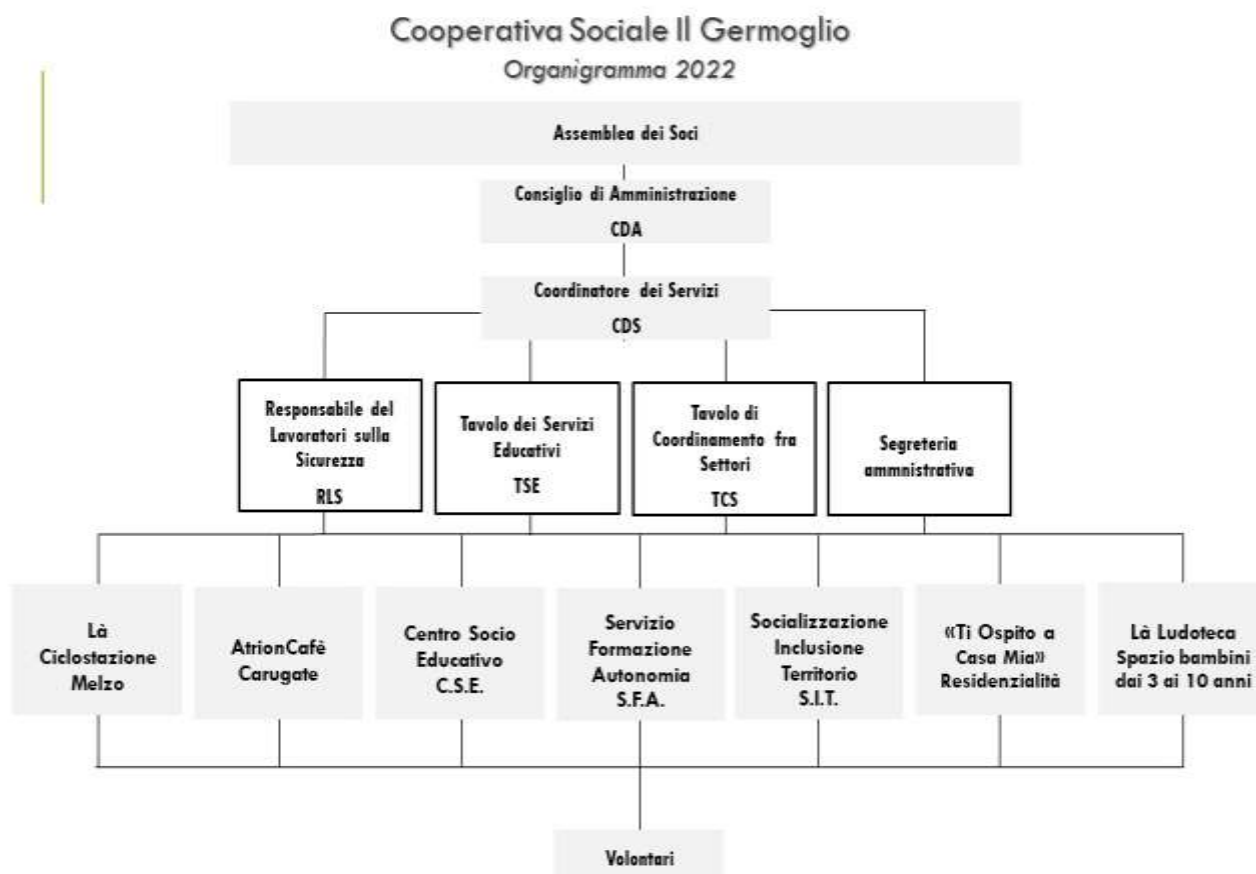 Cooperativa Sociale Il Germoglio
Organigramma 2022
Assemblea dei Soci
Consiglio di Amministrazione
CDA
Coordinatore dei Servizi
CDS
Responsabile del
Lavoratori sulla
Sicurezza
RLS
Tavolo dei Servizi
Educativi
TSE
Tavolo di
Coordinamento fra
Settori
TCS
Segreteria
ammnistrativa
Là
Ciclostazione
Melzo
AtrionCafè
Carugate
Centro Socio
Educativo
C.S.E.
Servizio
Formazione
Autonomia
S.F.A.
Socializzazione
Inclusione
Territorio
S.I.T.
«Ti Ospito a
Casa Mia»
Residenzialità
Là Ludoteca
Spazio bambini
dai 3 ai 10 anni
Volontari